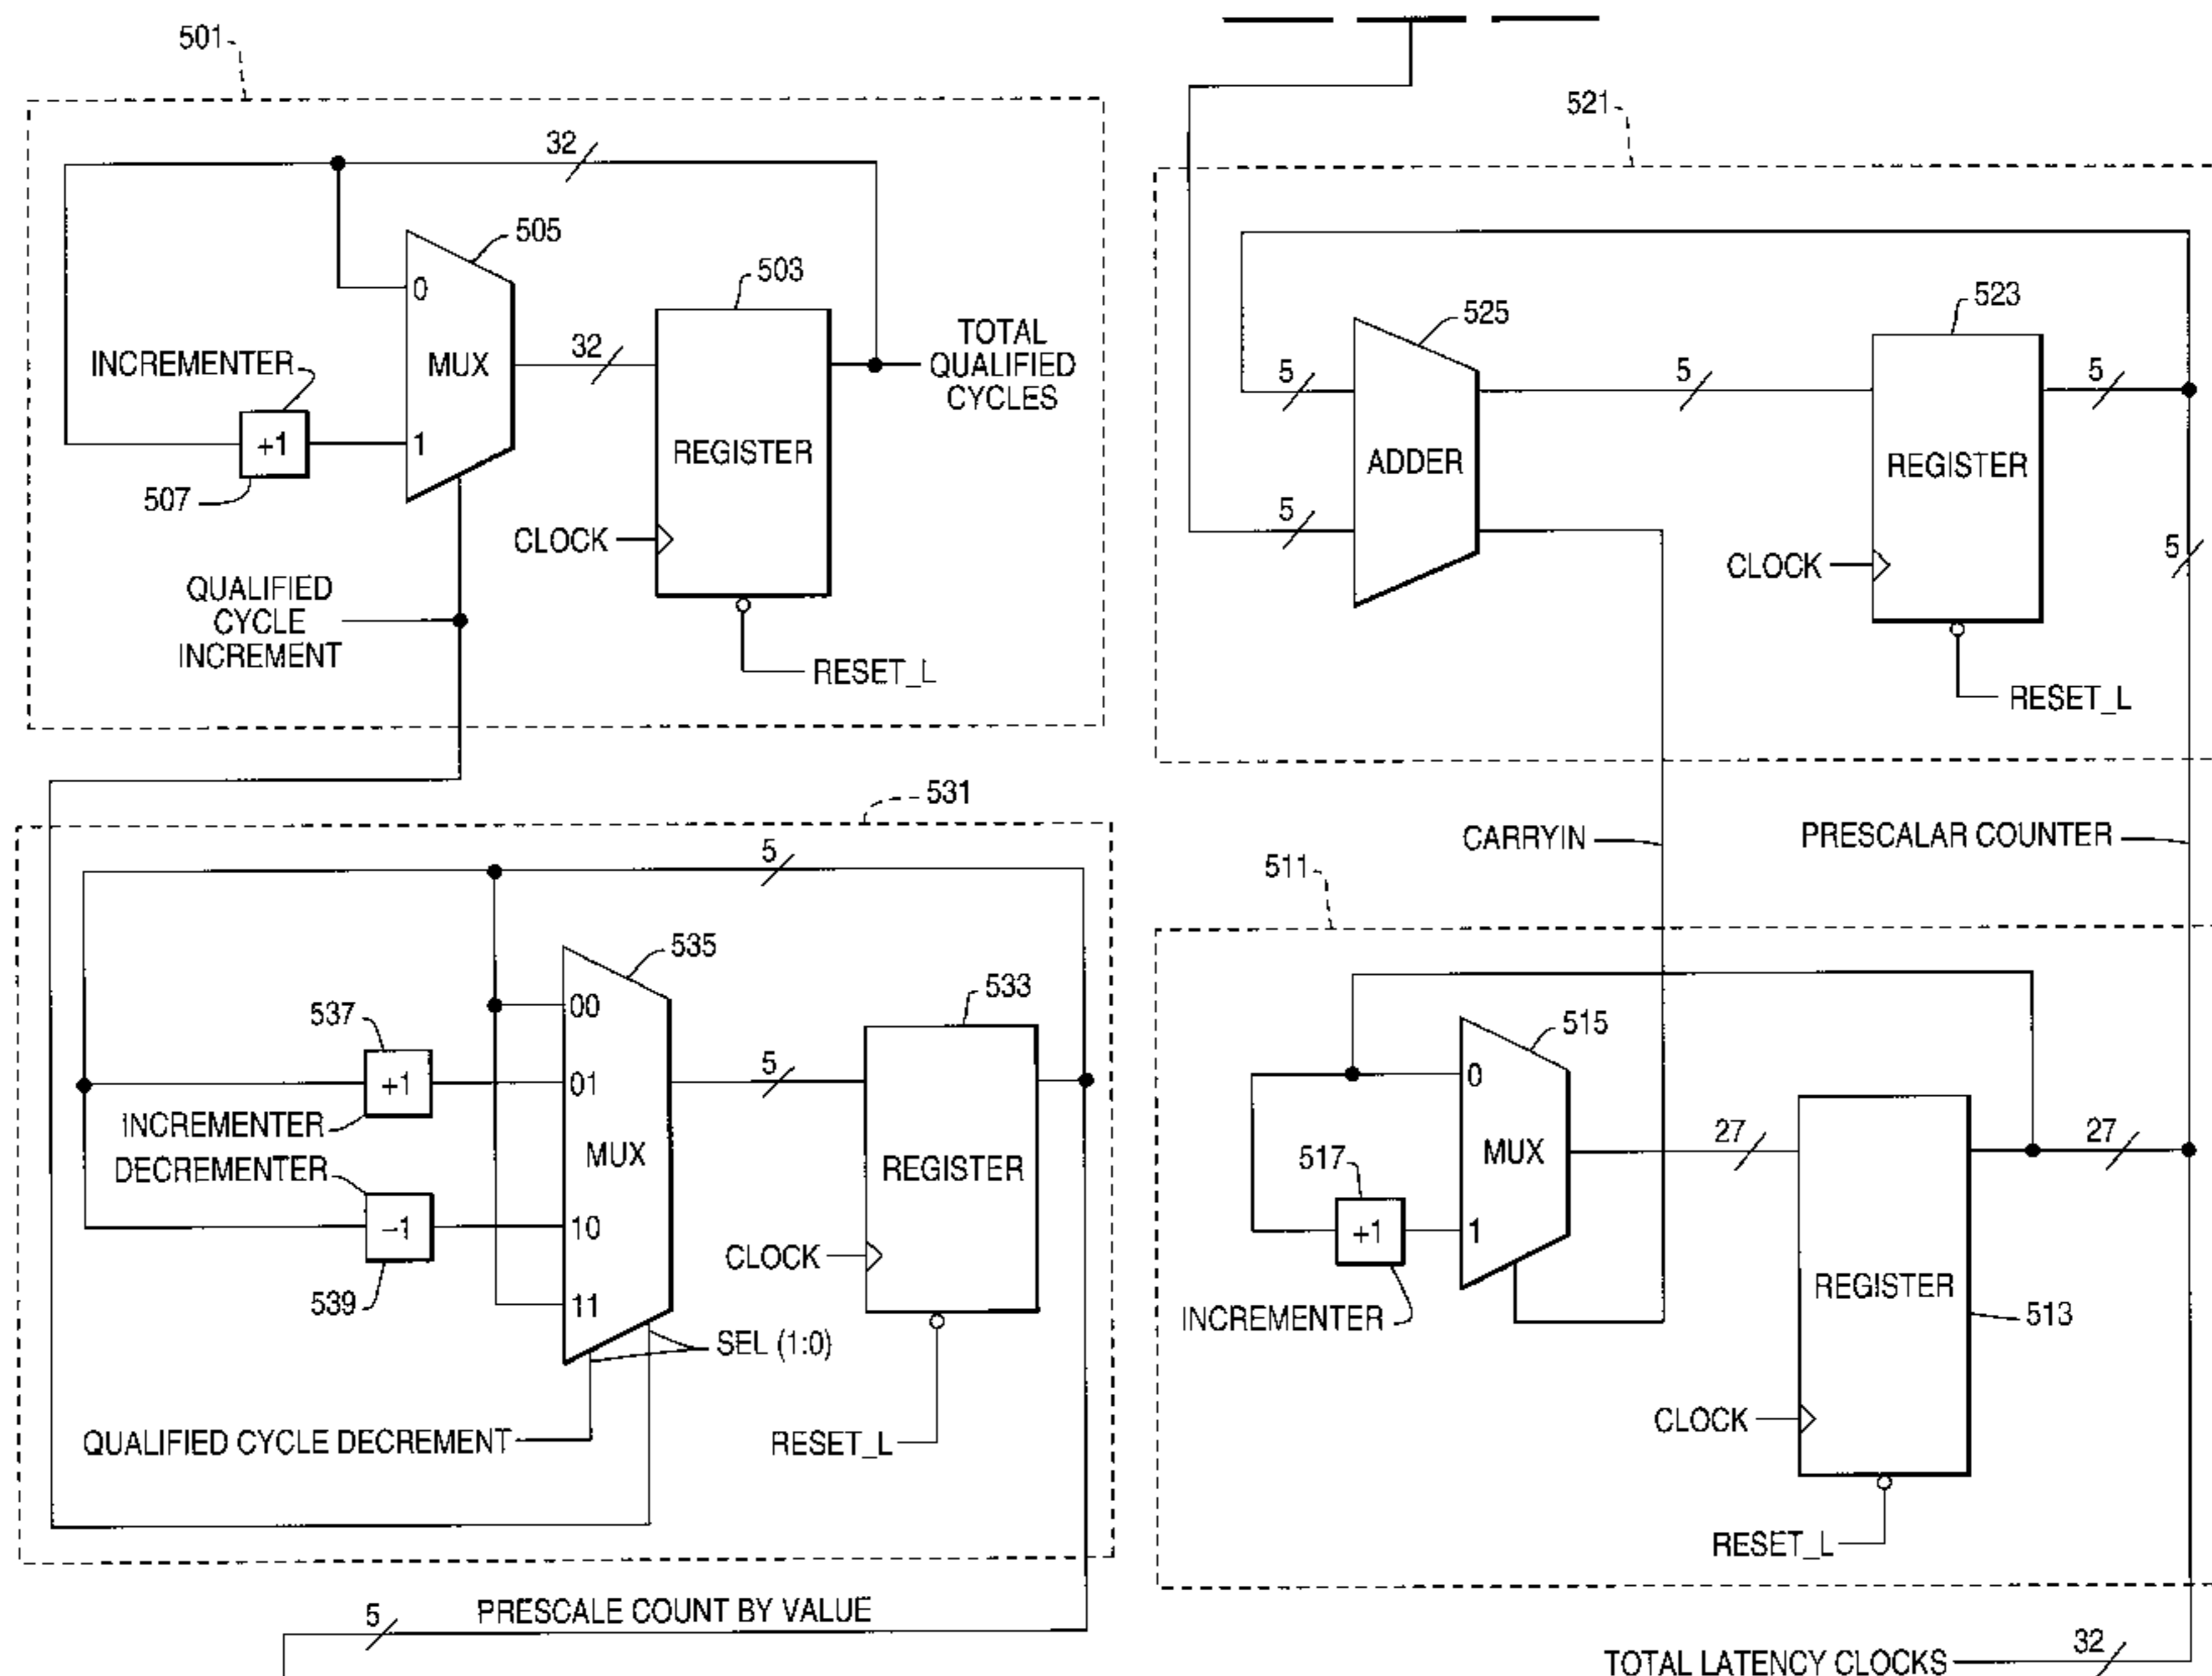 501
32
505
0
MUX
1
503
32
INCREMENTER
+1
507
REGISTER
CLOCK
TOTAL
QUALIFIED
CYCLES
QUALIFIED
CYCLE
INCREMENT
RESET_L
521
525
523
5
5
5
ADDER
REGISTER
5
CLOCK
5
RESET_L
531
5
535
533
537
00
+1
01
5
INCREMENTER
DECREMENTER
MUX
REGISTER
-1
10
539
11
CLOCK
SEL (1:0)
QUALIFIED CYCLE DECREMENT
RESET_L
5
PRESCALE COUNT BY VALUE
CARRYIN
PRESCALAR COUNTER
511
515
0
MUX
27
27
517
+1
1
REGISTER
INCREMENTER
513
CLOCK
RESET_L
TOTAL LATENCY CLOCKS
32